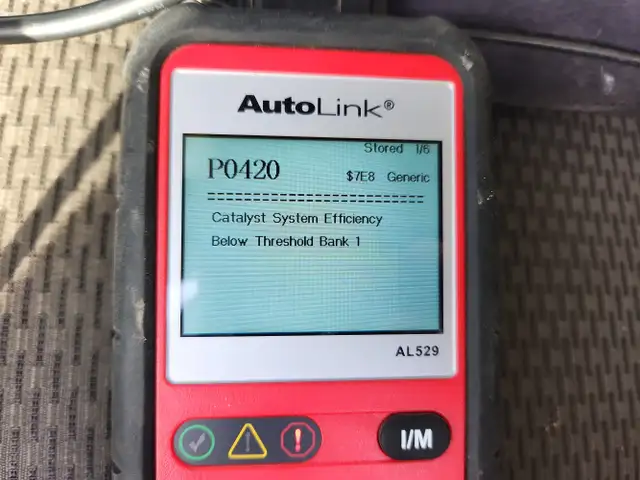 AutoLink®
Stored 1/6
P0420
$7E8 Generic
Catalyst System Efficiency
Below Threshold Bank 1
AL529
I/M